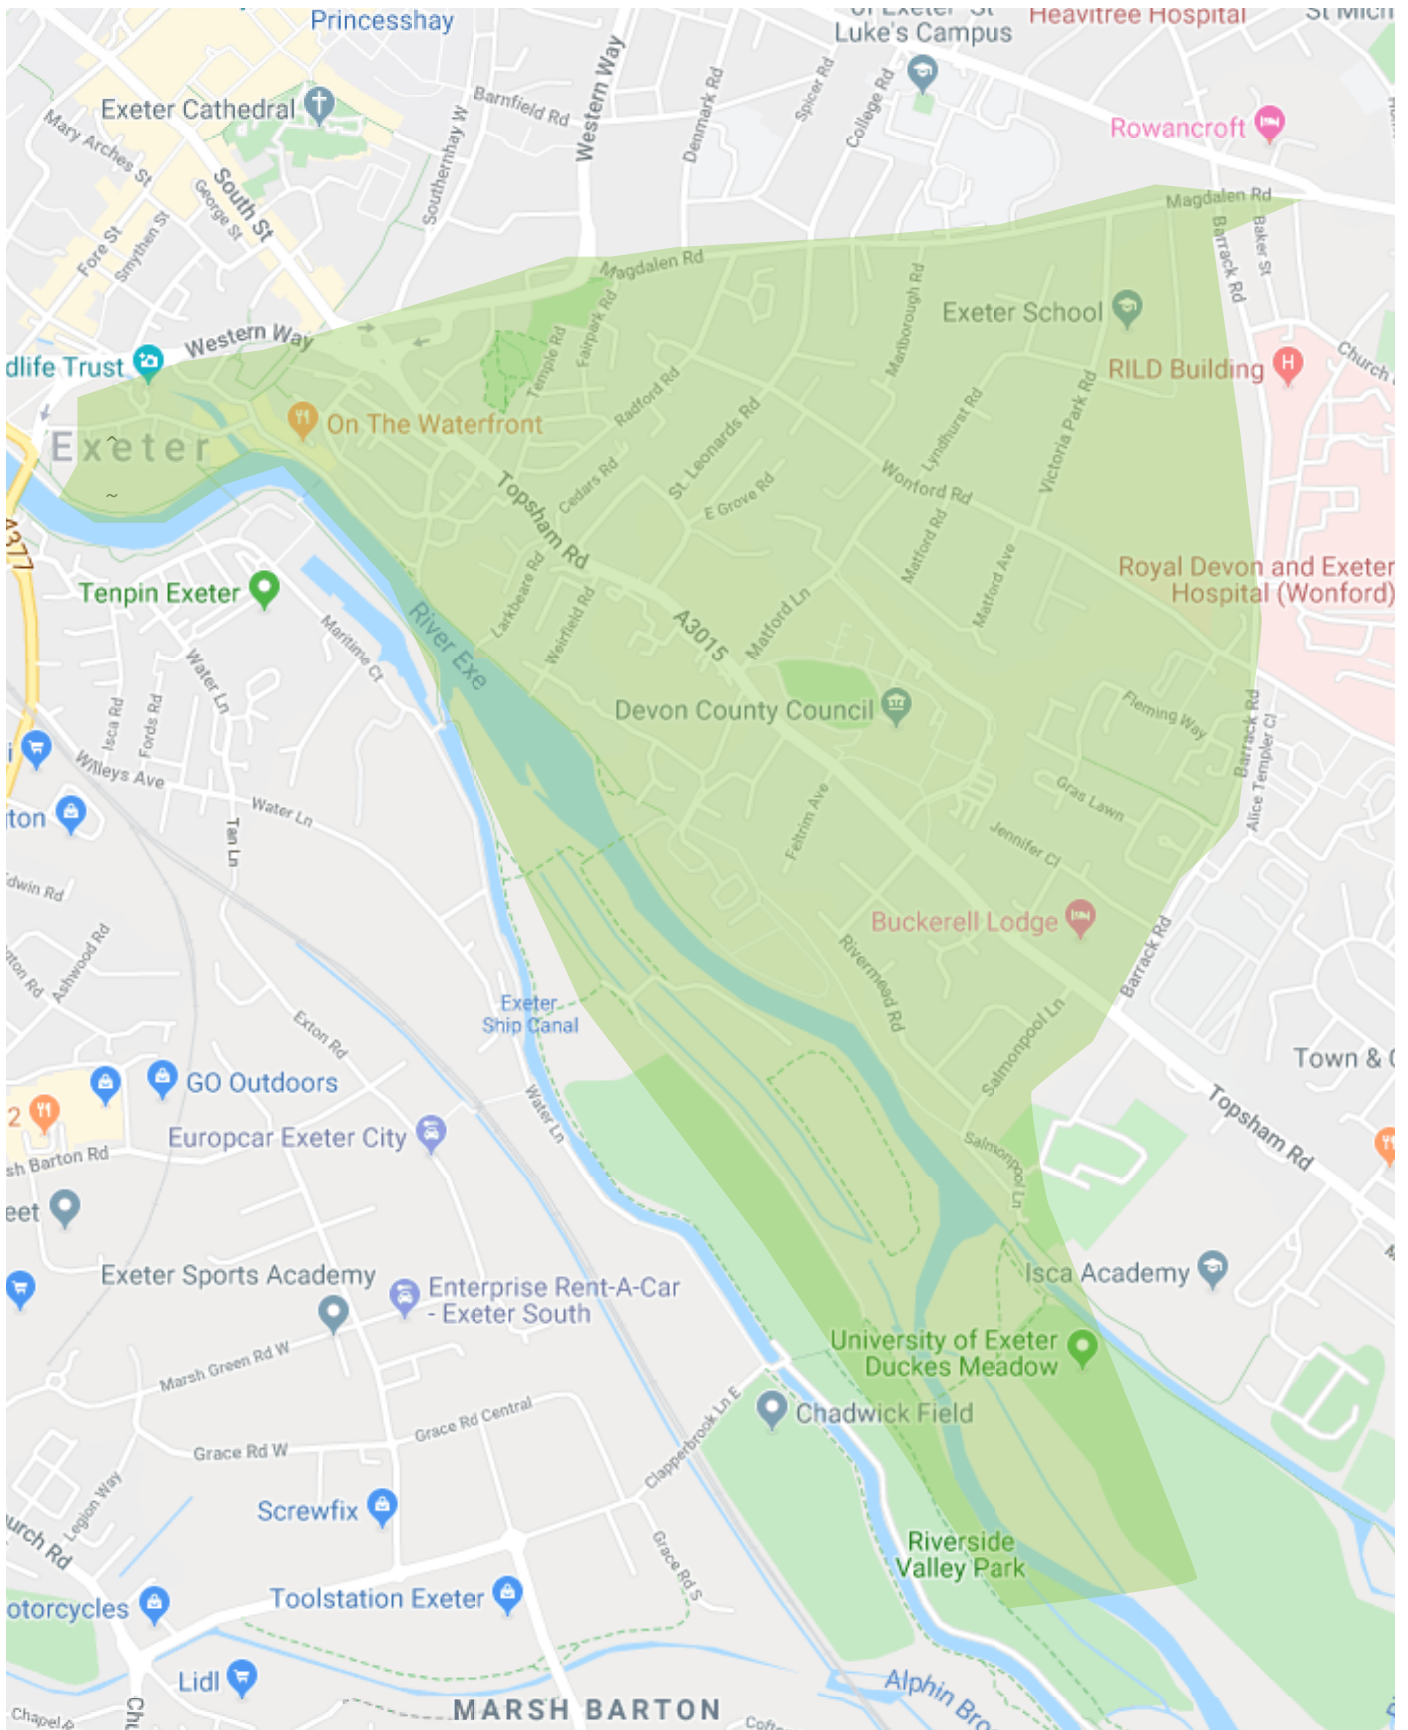 Princesshay
Luke's Campus
Heavitree Hospital
Exeter Cathedral
Barnfield Rd
Western Way
Denmark Rd
Spicer Rd
College Rd
Rowancroft
Mary Arches St
South St
George St
Southernhay W
Fore St
Smythen St
Magdalen Rd
Barrack Rd
Baker St
Magdalen Rd
Western Way
dlife Trust
Fairpark Rd
Temple Rd
Marlborough Rd
Exeter School
Church
RILD Building
Radford Rd
On The Waterfront
Exeter
St. Leonards Rd
Lyndhurst Rd
Victoria Park Rd
Cedars Rd
E Grove Rd
Wonford Rd
Topsham Rd
A377
Matford Rd
Matford Ave
Royal Devon and Exeter
Hospital (Wonford)
Tenpin Exeter
River Exe
Larkbeare Rd
Weirfield Rd
A3015
Matford Ln
Maritime Ct
Water Ln
Isca Rd
Fords Rd
Devon County Council
Fleming Way
Barrack Rd
Alice Templer Cl
Willeys Ave
Water Ln
Tan Ln
ton
Feltrim Ave
Gras Lawn
Jennifer Cl
Edwin Rd
Ashwood Rd
Buckerell Lodge
Rivermead Rd
Barrack Rd
Exeter
Ship Canal
Exton Rd
Salmonpool Ln
Town & C
GO Outdoors
Water Ln
Topsham Rd
2
Europcar Exeter City
sh Barton Rd
Salmonpool Ln
eet
Exeter Sports Academy
Enterprise Rent-A-Car
- Exeter South
Isca Academy
Marsh Green Rd W
University of Exeter
Duckes Meadow
Chadwick Field
Grace Rd Central
Grace Rd W
Clapperbrook Ln E
Legion Way
Screwfix
urch Rd
Grace Rd S
Riverside
Valley Park
Toolstation Exeter
otorcycles
Lidl
Alphin Bro
MARSH BARTON